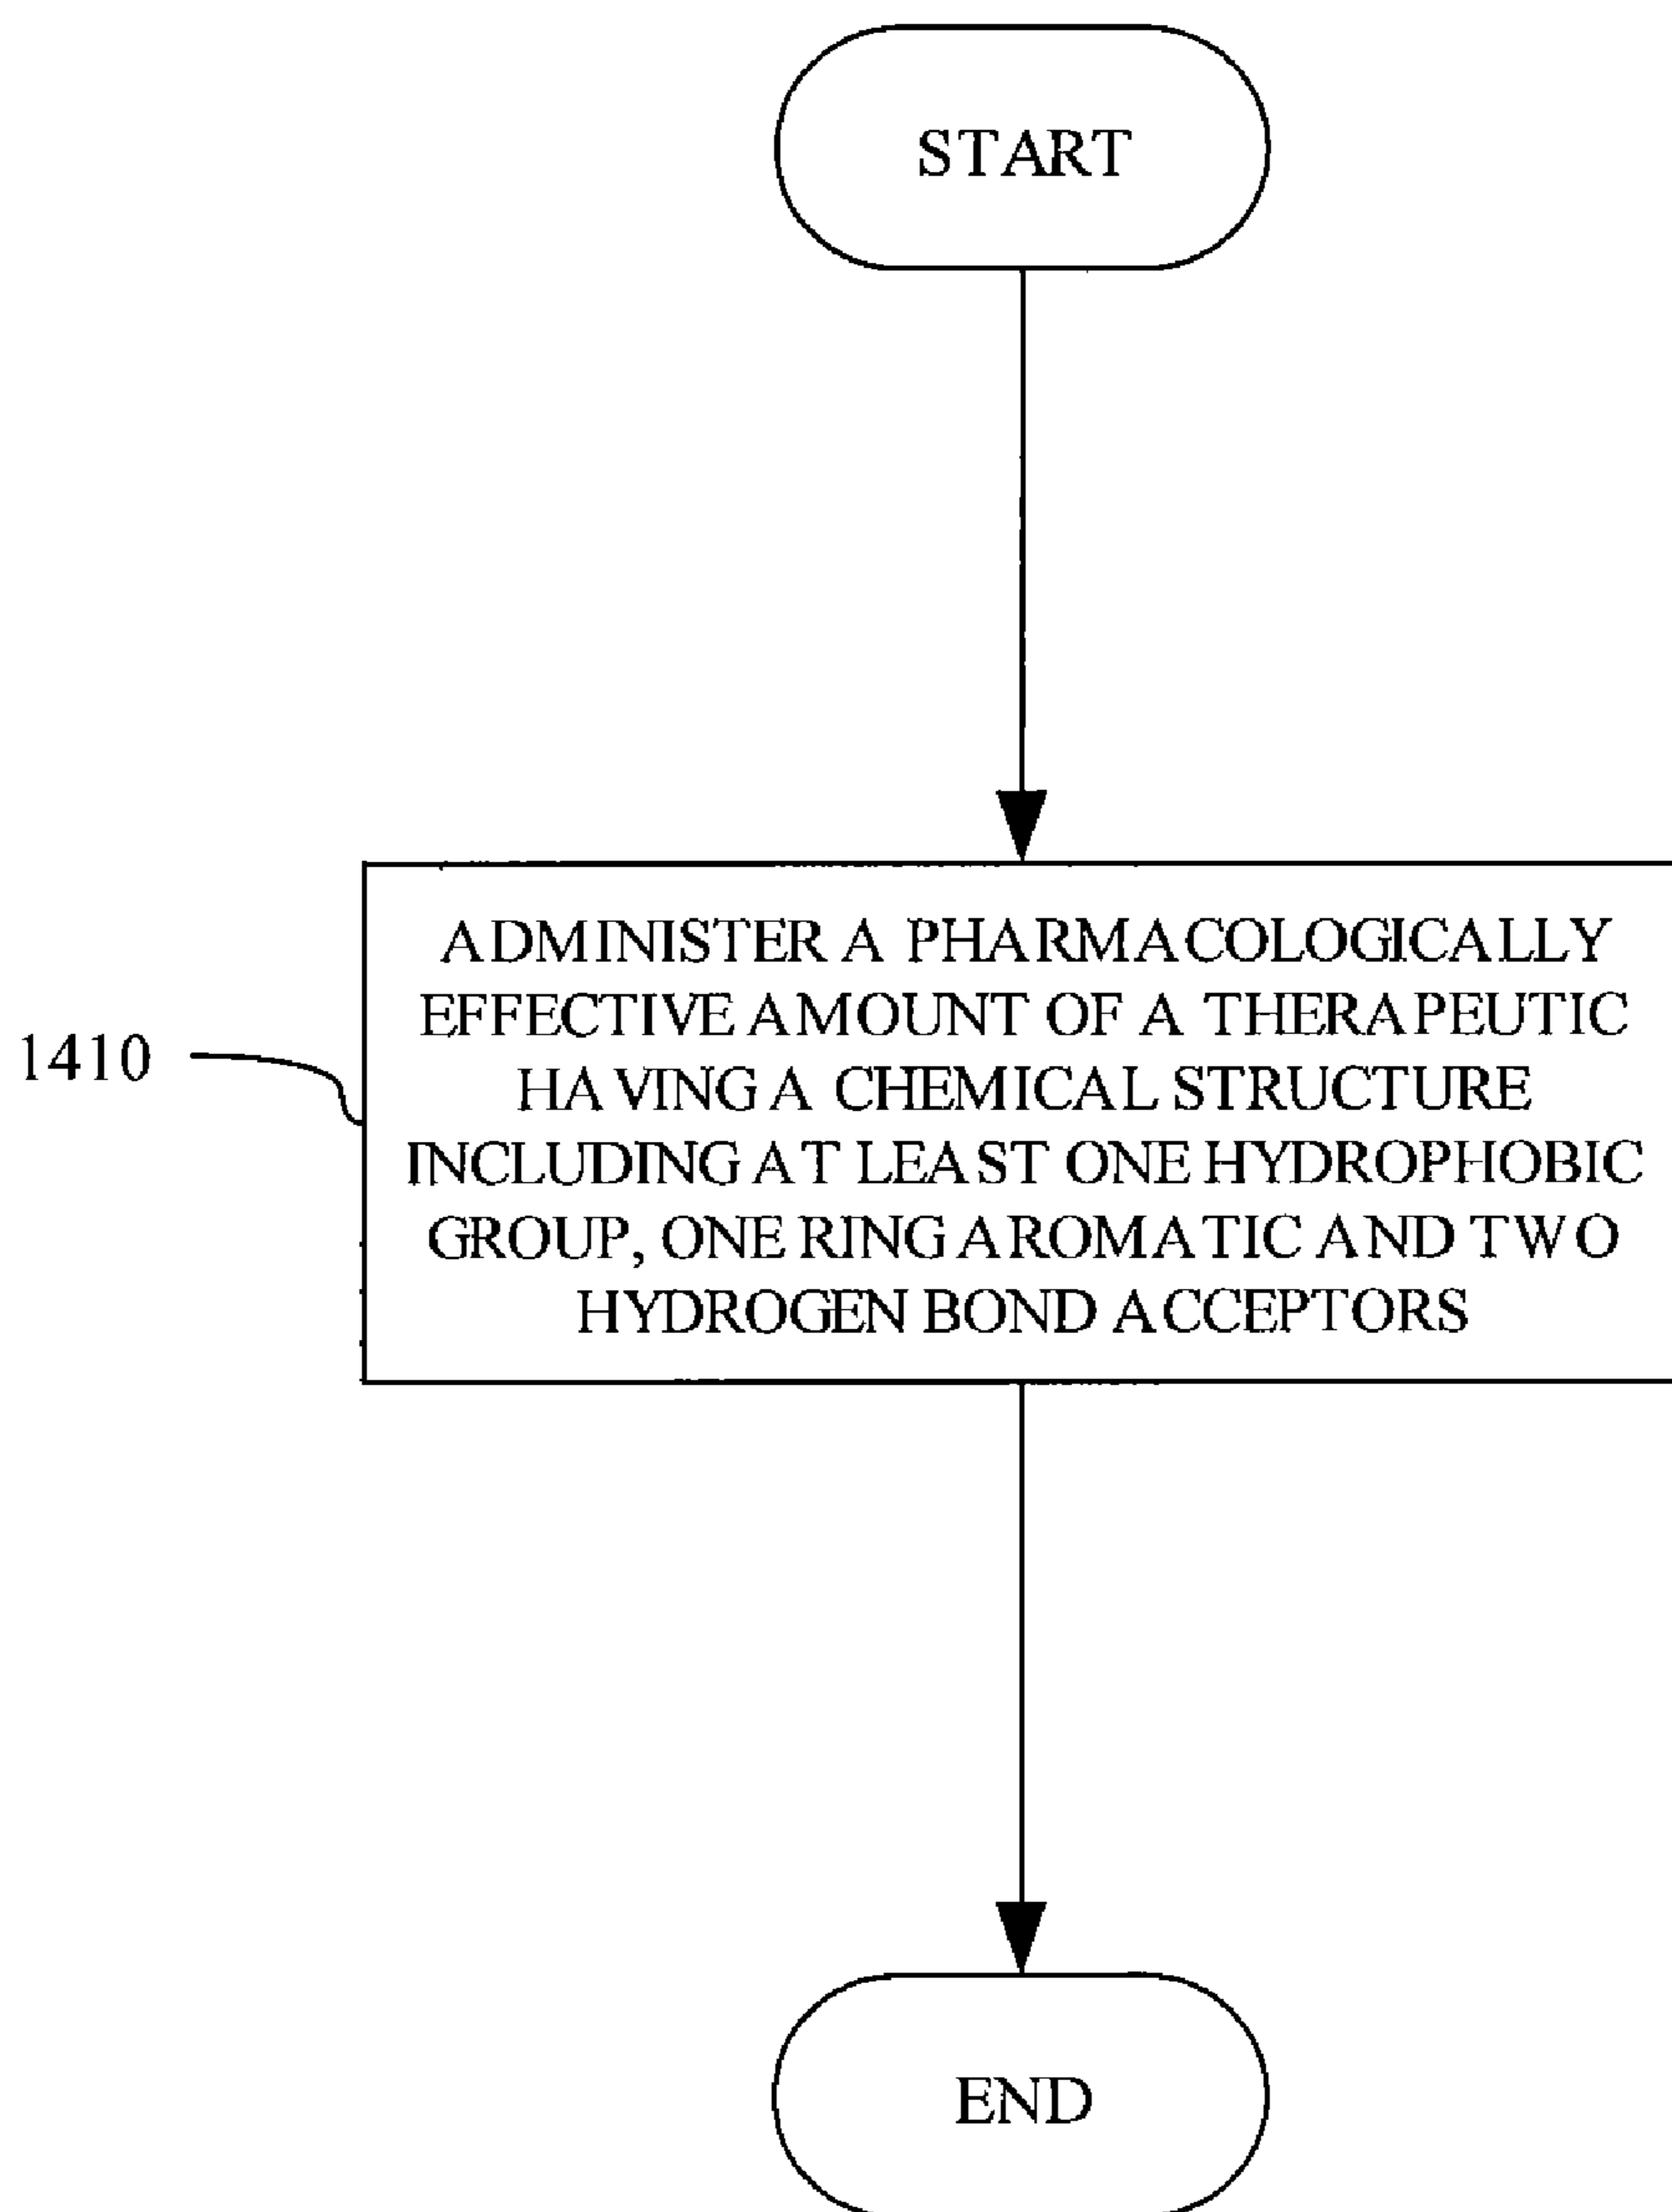 START
ADMINISTER A PHARMACOLOGICALLY
EFFECTIVE AMOUNT OF A THERAPEUTIC
HAVING A CHEMICAL STRUCTURE
1410
INCLUDING AT LEAST ONE HYDROPHOBIC
GROUP, ONE RING AROMATIC AND TWO
HYDROGEN BOND ACCEPTORS
END